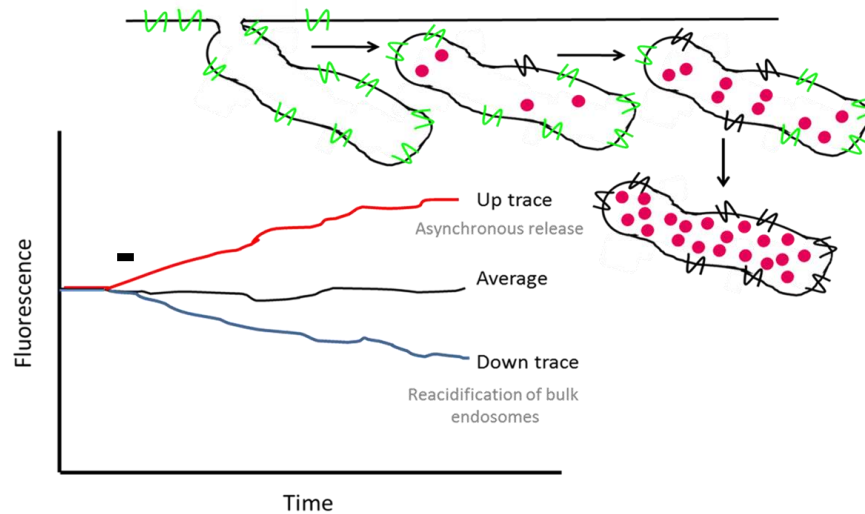 Up trace
Asynchronous release
Average
Down trace
Reacidification of bulk
endosomes
Fluorescence
Time